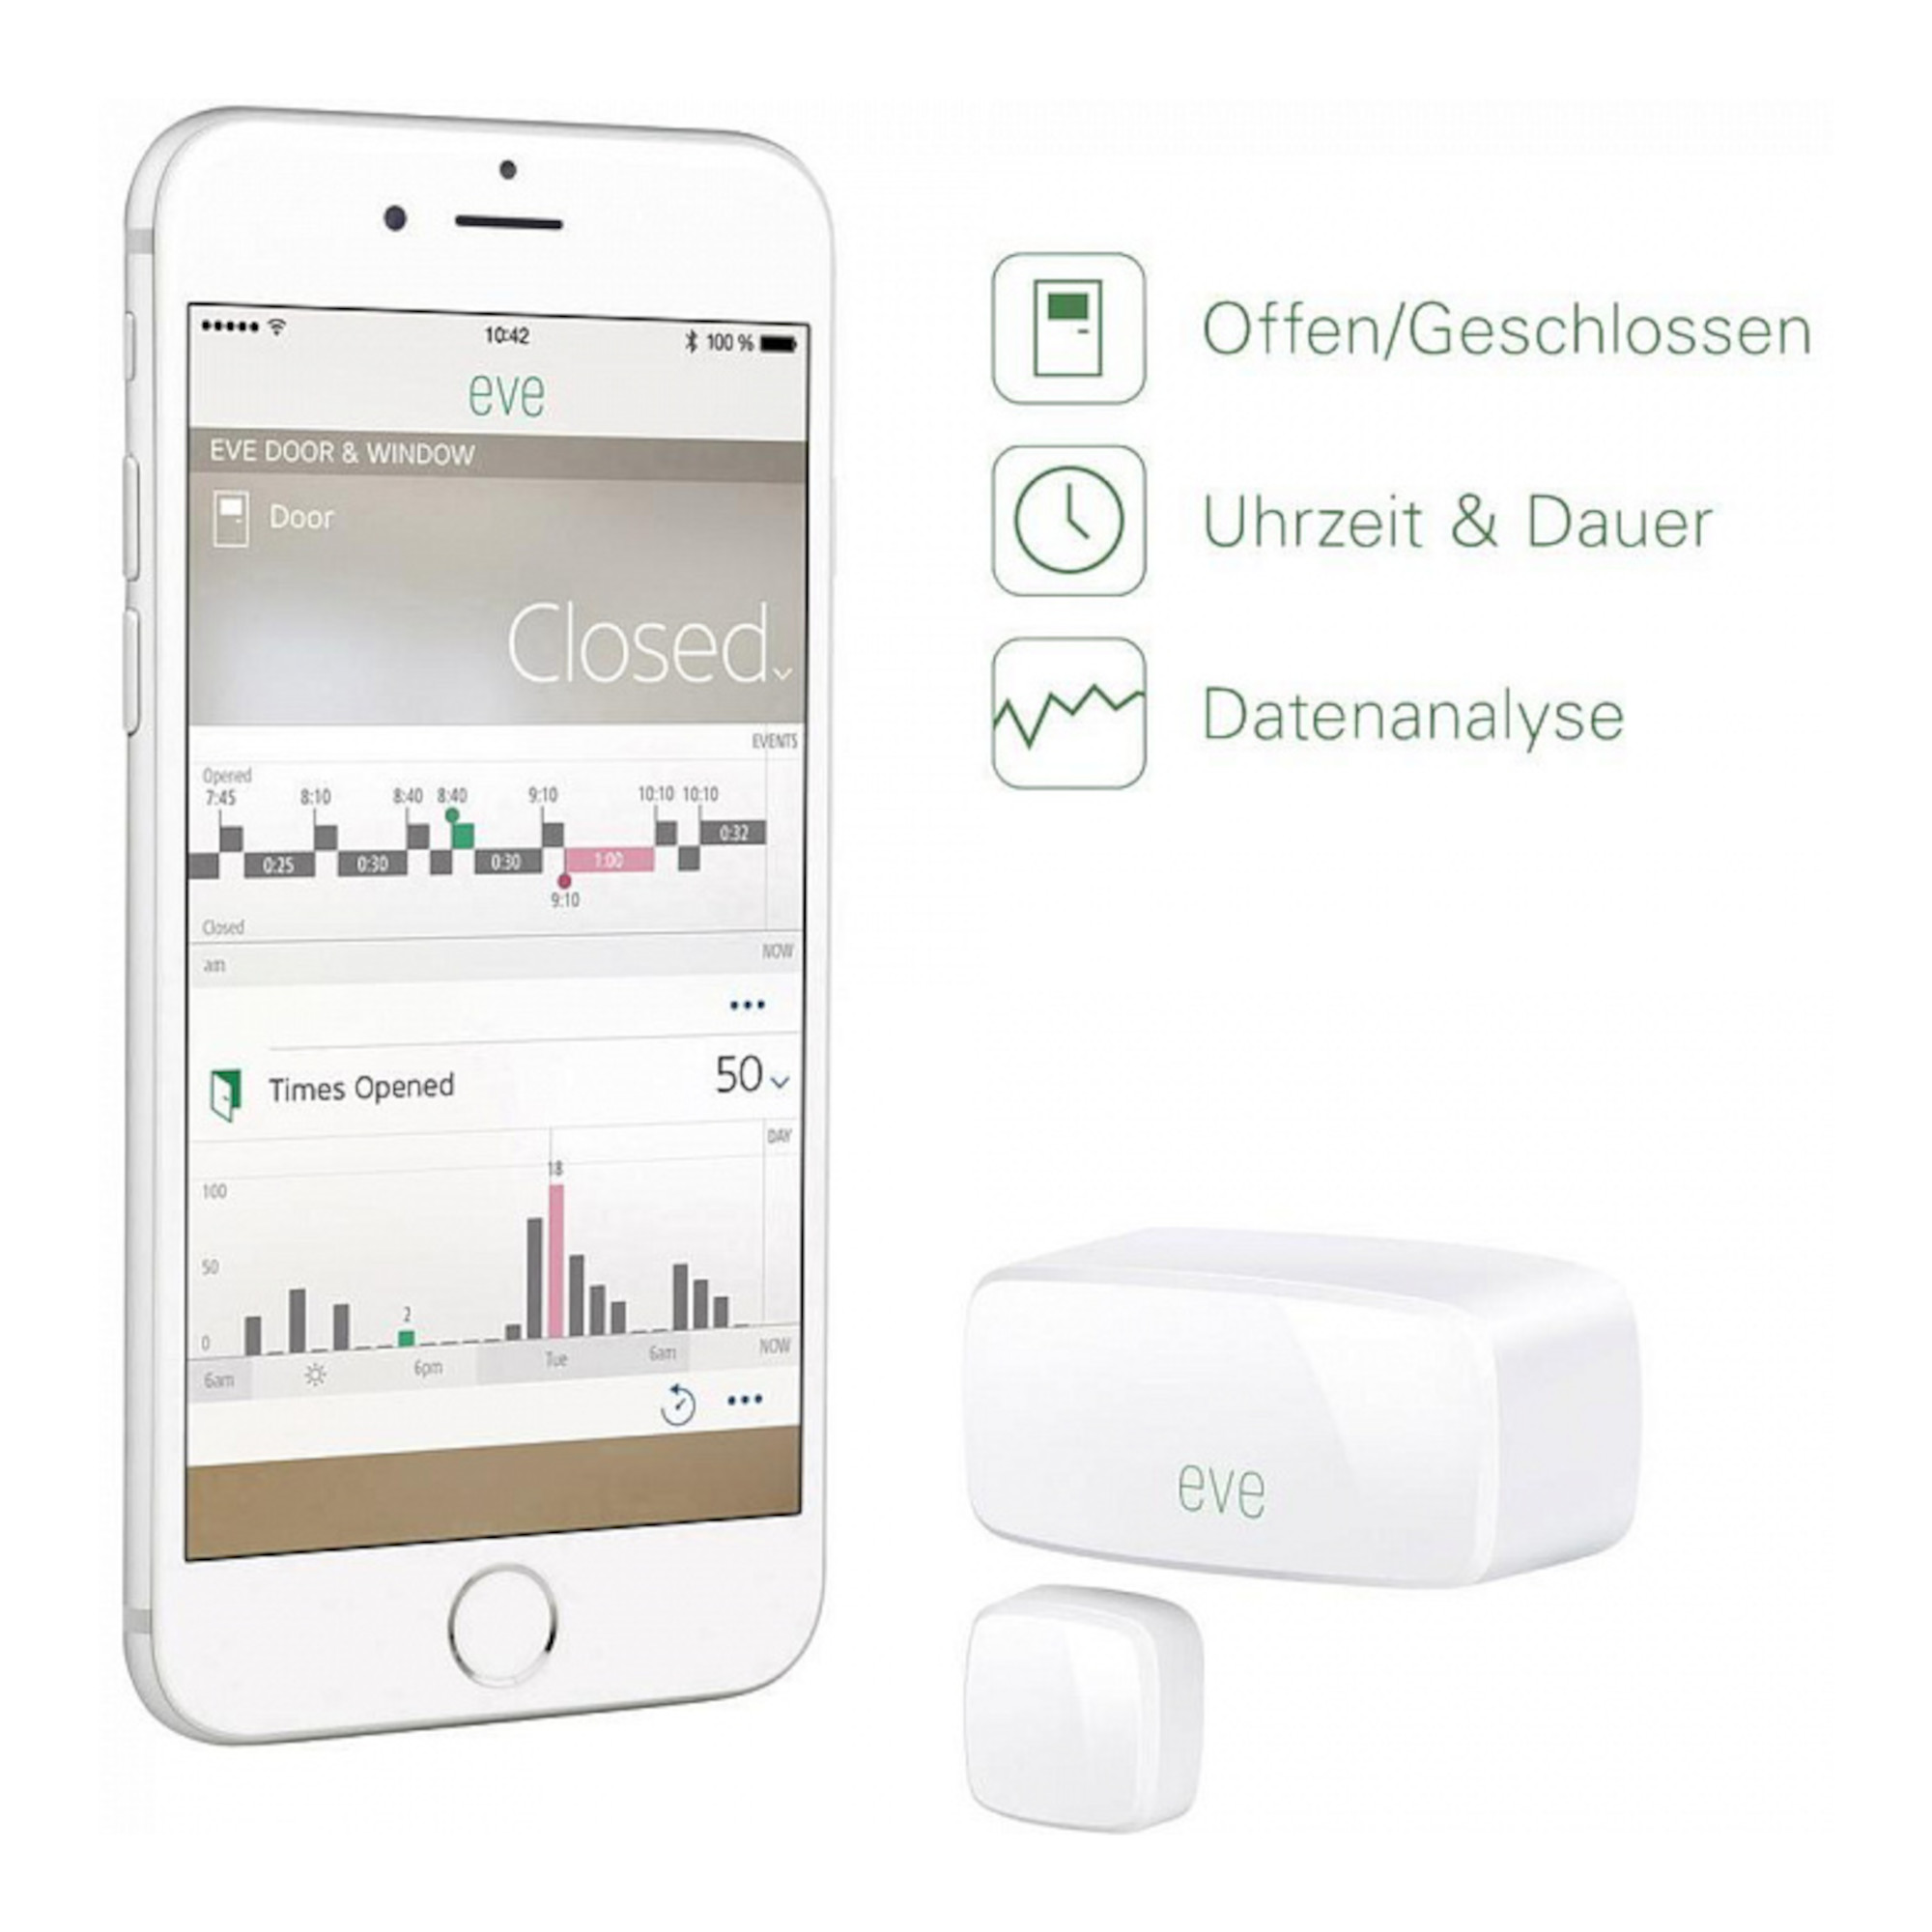 10:42
100 %
eve
EVE DOOR & WINDOW
Door
Closed
EVENTS
Opened
7:45 8:10 8:40 8:40 9:10 10:10 10:10
0:32
0:25 0:30 0:30 1:00
9:10
Closed
am NOW
Times Opened 50
DAY
18
100
50
2
0
6am 6pm Tue 6am NOW
Offen/Geschlossen
Uhrzeit & Dauer
Datenanalyse
eve